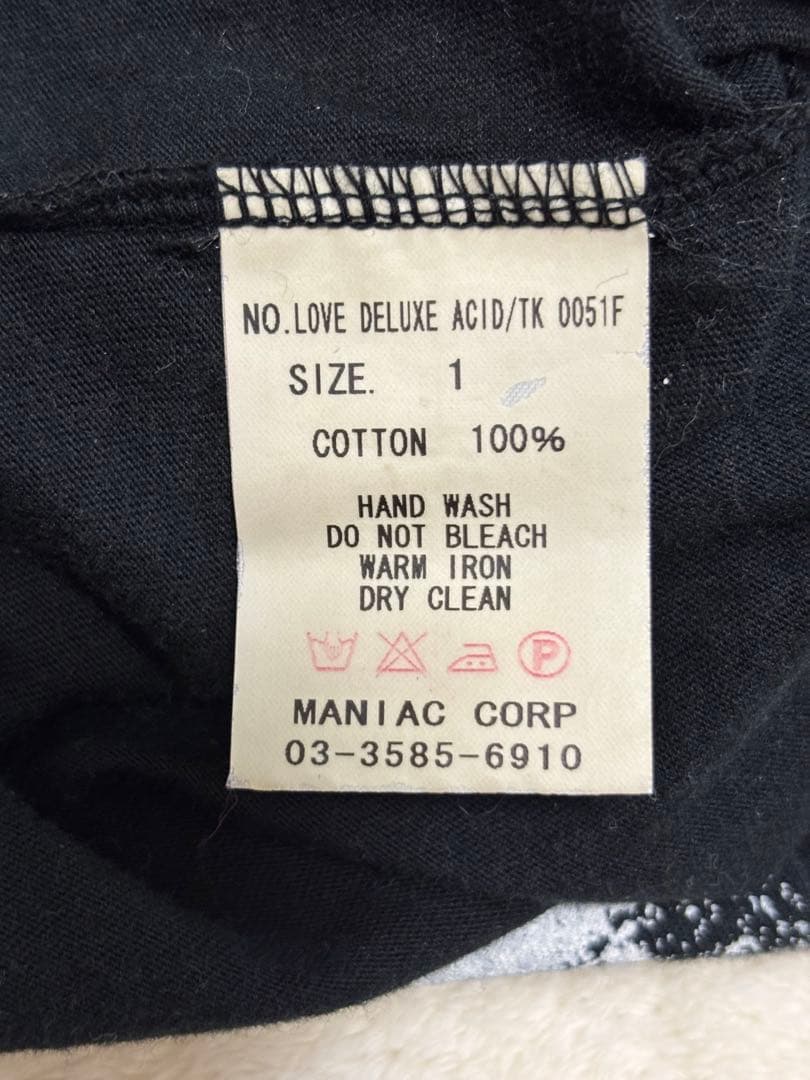 NO.LOVE DELUXE ACID/TK 0051F
SIZE. 1
COTTON 100%
HAND WASH
DO NOT BLEACH
WARM IRON
DRY CLEAN
P
MANIAC CORP
03-3585-6910